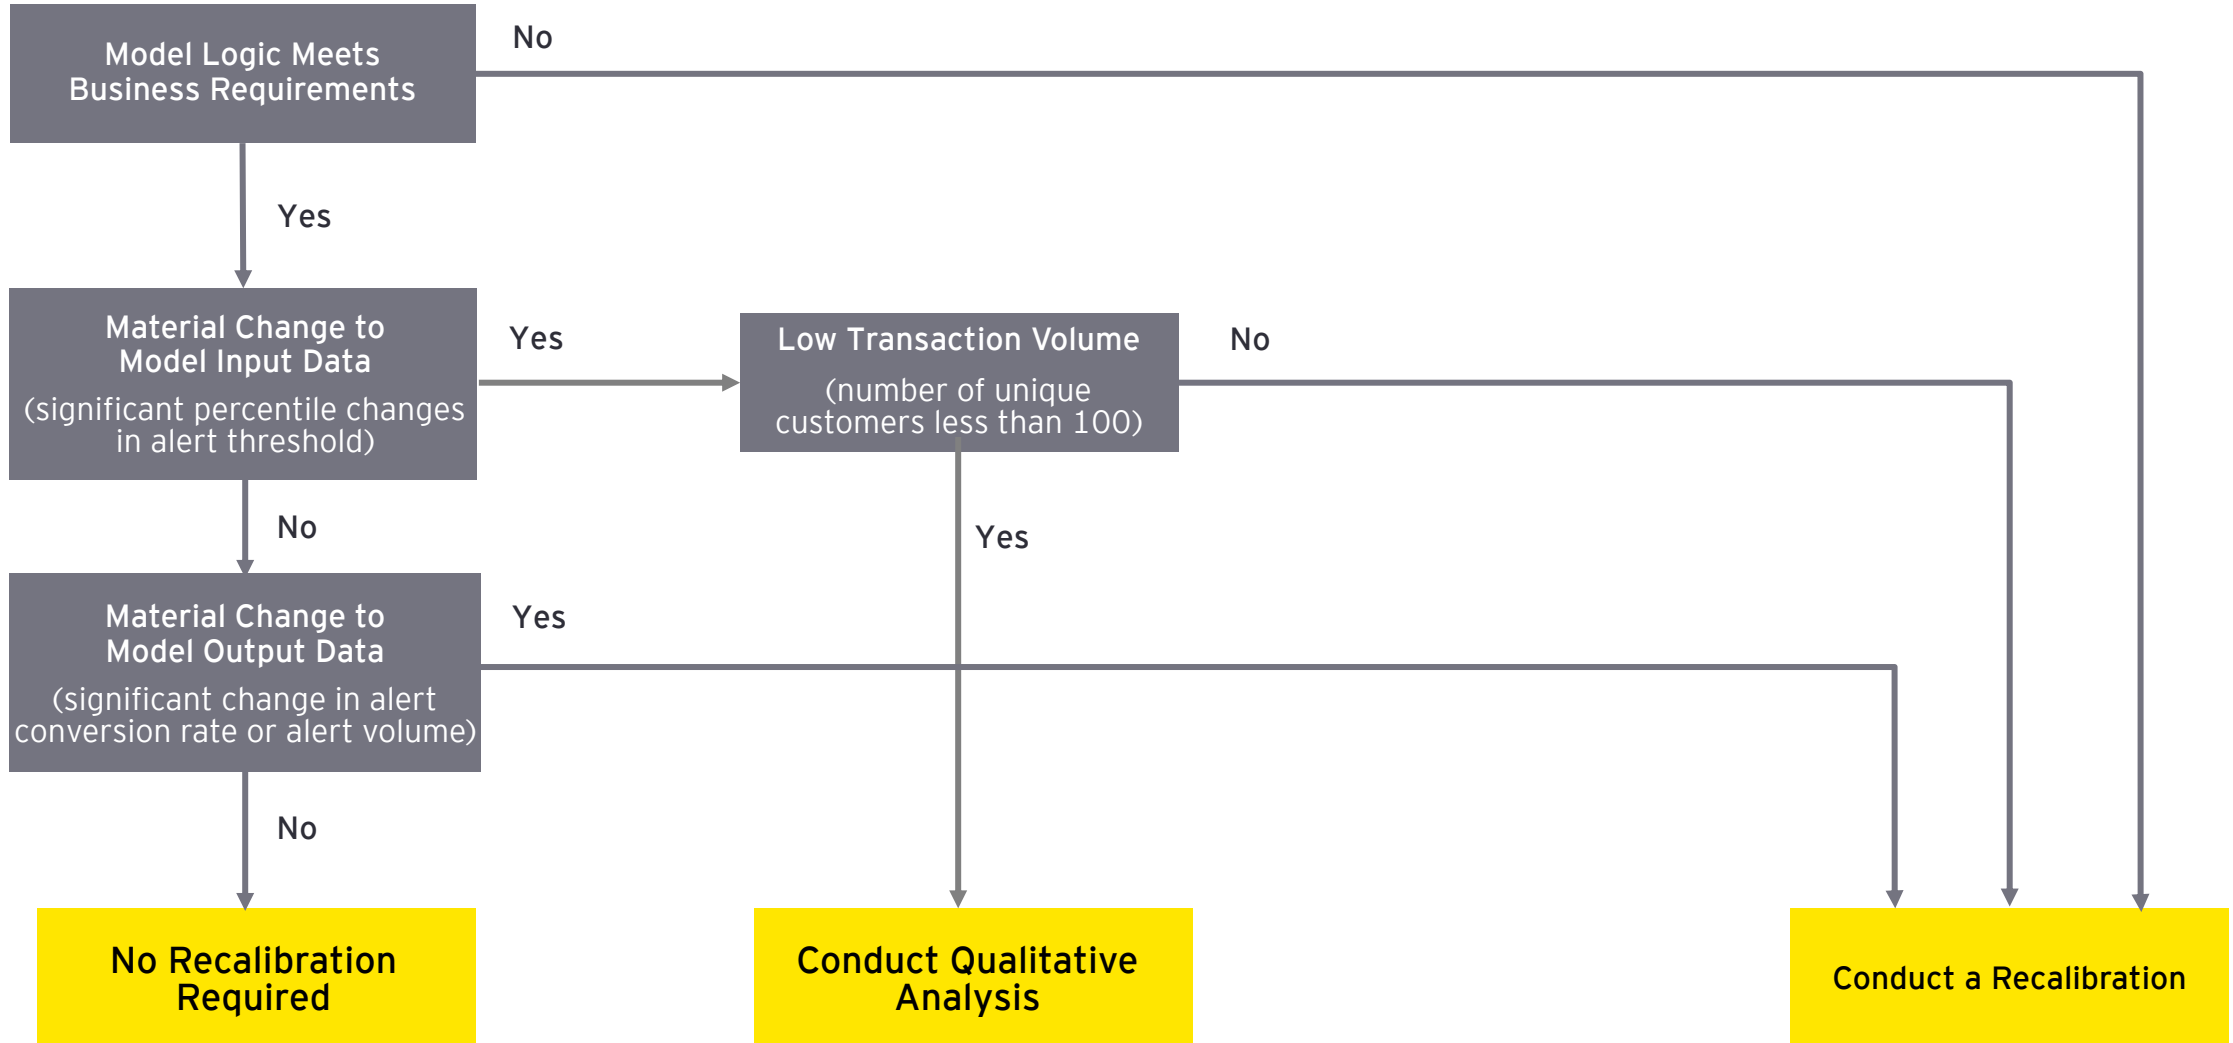 Model Logic Meets
Business Requirements
No
Yes
Material Change to
Model Input Data
(significant percentile changes
in alert threshold)
Yes
Low Transaction Volume
(number of unique
customers less than 100)
No
No
Yes
Material Change to
Model Output Data
(significant change in alert
conversion rate or alert volume)
Yes
No
No Recalibration
Required
Conduct Qualitative
Analysis
Conduct a Recalibration